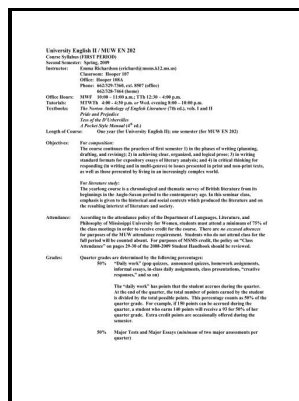 University English II / MUW EN 202
Course Syllabus (FIRST PERIOD)
Second Semester: Spring, 2009
Instructor: Emma Richardson (erichard@msms.k12.ms.us)
Classroom: Hooper 107
Office: Hooper 108A
Phone: 662/329-7360, ext. 8507 (office)
662/328-7164 (home)
Office Hours: MWF 10:00 – 11:00 a.m.; TTh 12:30 – 4:00 p.m.
Tutorials: MTWTh 4:00 - 4:30 p.m. or Wed. evening 8:00 – 10:00 p.m.
Textbooks: The Norton Anthology of English Literature (7th ed.), vols. I and II
Pride and Prejudice
Tess of the D'Urbervilles
A Pocket Style Manual (4th ed.)
Length of Course: One year (for University English II); one semester (for MUW EN 202)
Objectives: For composition:
The course continues the practices of first semester 1) in the phases of writing (planning,
drafting, and revising); 2) in achieving clear, organized, and logical prose; 3) in writing
standard formats for expository essays of literary analysis; and 4) in critical thinking for
responding (in writing and in multi-genres) to issues presented in print and non-print texts,
as well as those presented by living in an increasingly complex world.
For literature study:
The yearlong course is a chronological and thematic survey of British literature from its
beginnings in the Anglo-Saxon period to the contemporary age. In this seminar class,
emphasis is given to the historical and social contexts which produced the literature and on
the resulting interest of literature and society.
Attendance: According to the attendance policy of the Department of Languages, Literature, and
Philosophy of Mississippi University for Women, students must attend a minimum of 75% of
the class meetings in order to receive credit for the course. There are no excused absences
for purposes of the MUW attendance requirement. Students who do not attend class for the
full period will be counted absent. For purposes of MSMS credit, the policy on "Class
Attendance" on pages 29-30 of the 2008-2009 Student Handbook should be reviewed.
Grades: Quarter grades are determined by the following percentages:
50% "Daily work" (pop quizzes, announced quizzes, homework assignments,
informal essays, in-class daily assignments, class presentations, "creative
responses," and so on)
The "daily work" has points that the student accrues during the quarter.
At the end of the quarter, the total number of points earned by the student
is divided by the total possible points. This percentage counts as 50% of the
quarter grade. For example, if 150 points can be accrued during the
quarter, a student who earns 140 points will receive a 93 for 50% of her
quarter grade. Extra credit points are occasionally offered during the
semester.
50% Major Tests and Major Essays (minimum of two major assessments per
quarter)